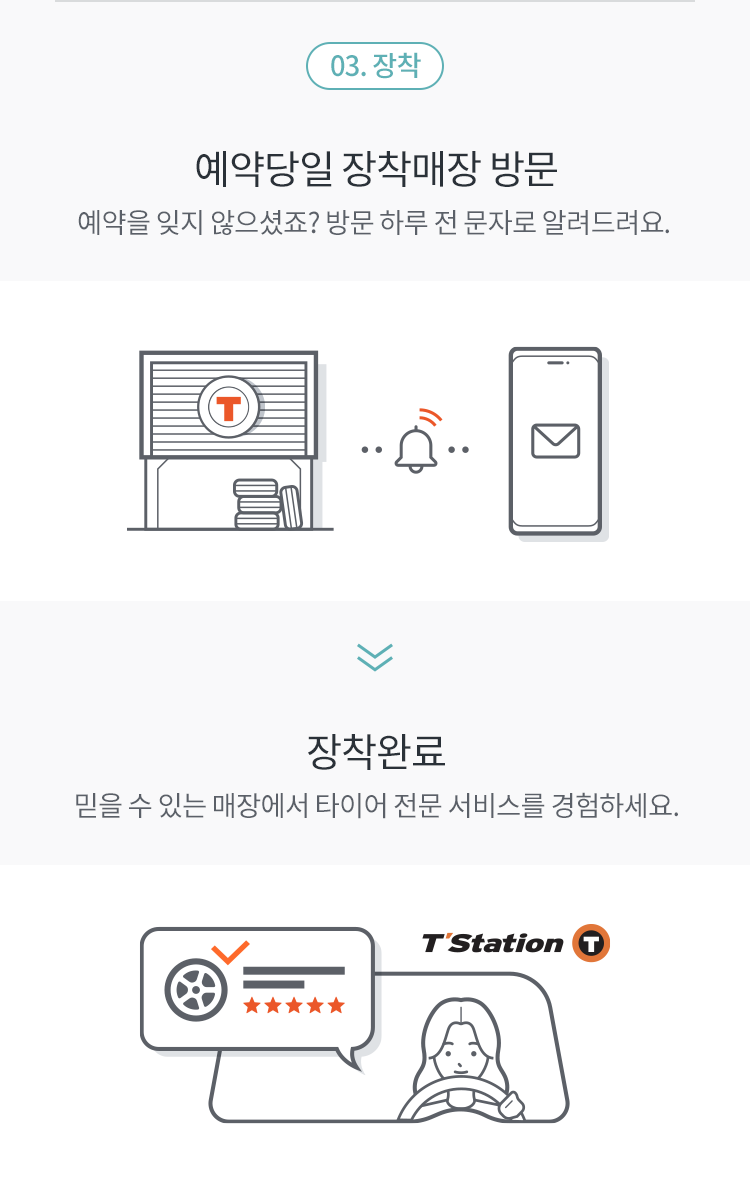 03. 장착
예약당일 장착매장 방문
예약을 잊지 않으셨죠? 방문 하루 전 문자로 알려드려요.
T
장착완료
믿을 수 있는 매장에서 타이어 전문 서비스를 경험하세요.
T'Station T